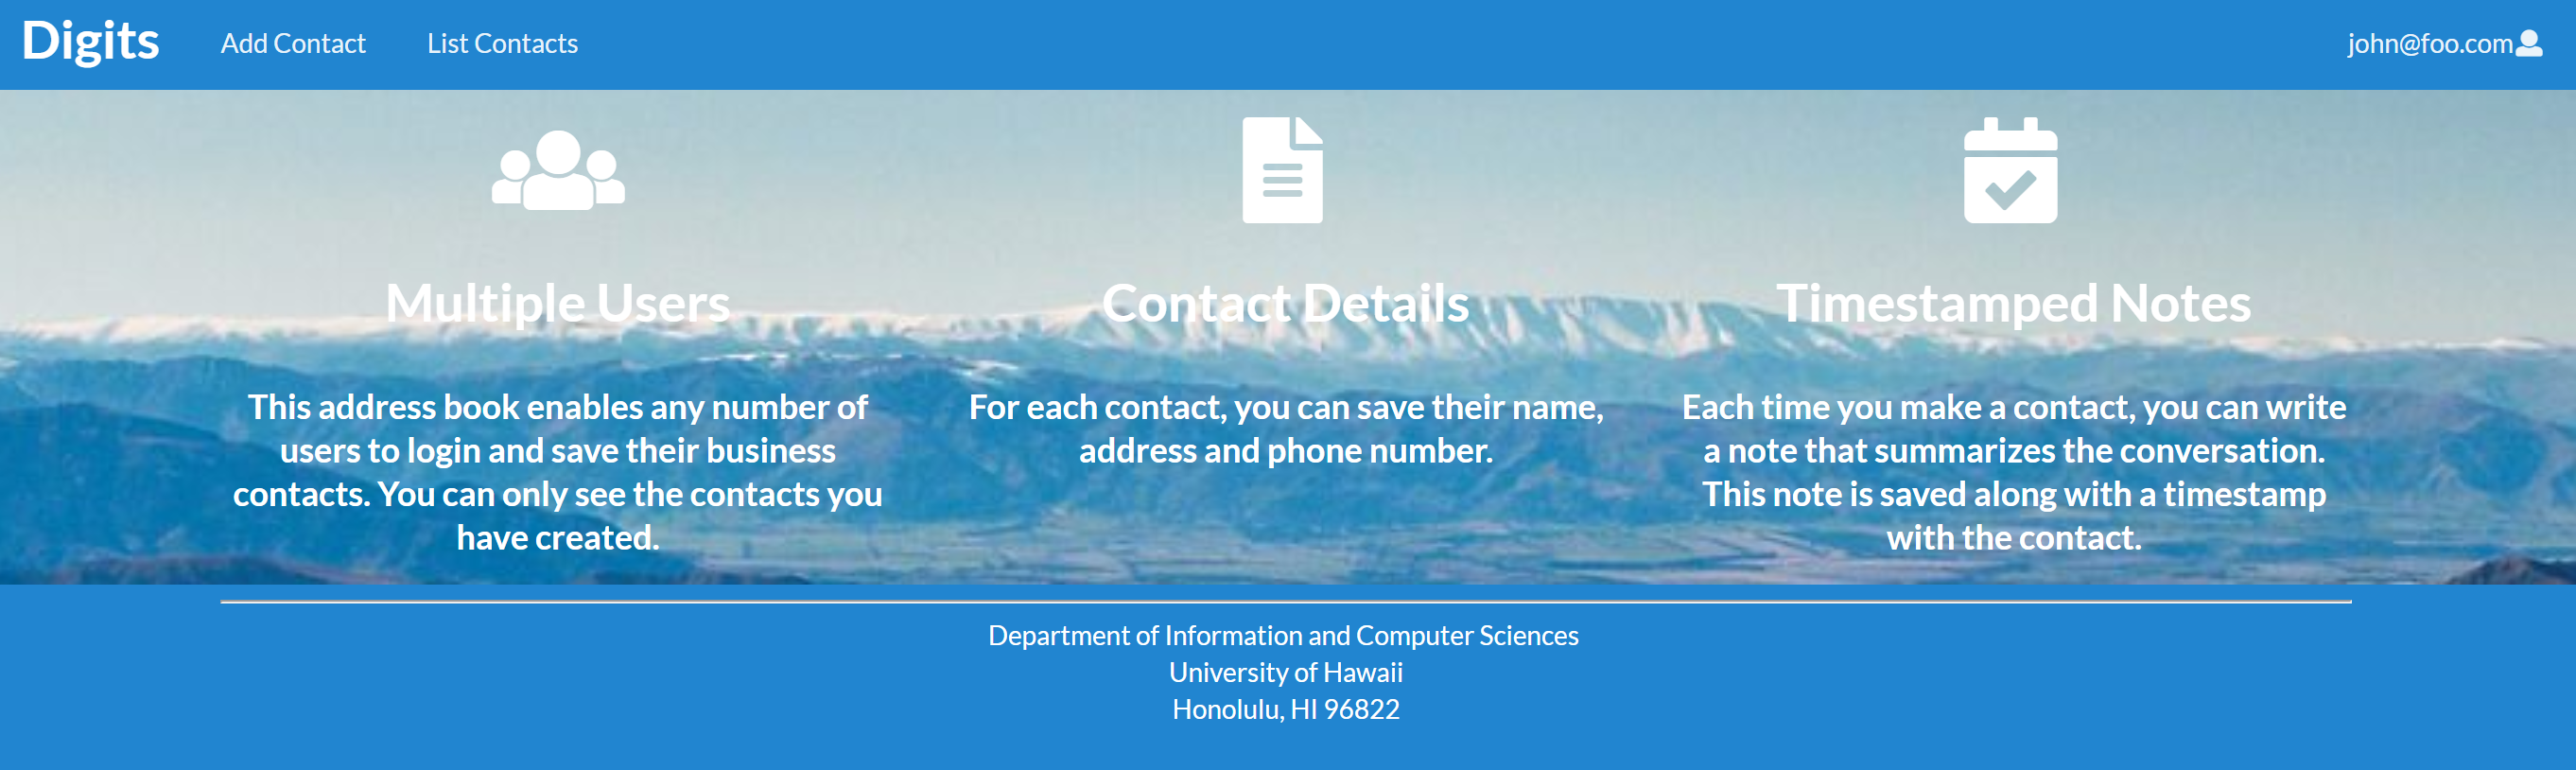 Digits
Add Contact
List Contacts
john@foo.com
Multiple Users
This address book enables any number of
users to login and save their business
contacts. You can only see the contacts you
have created.
Contact Details
For each contact, you can save their name,
address and phone number.
Timestamped Notes
Each time you make a contact, you can write
a note that summarizes the conversation.
This note is saved along with a timestamp
with the contact.
Department of Information and Computer Sciences
University of Hawaii
Honolulu, HI 96822